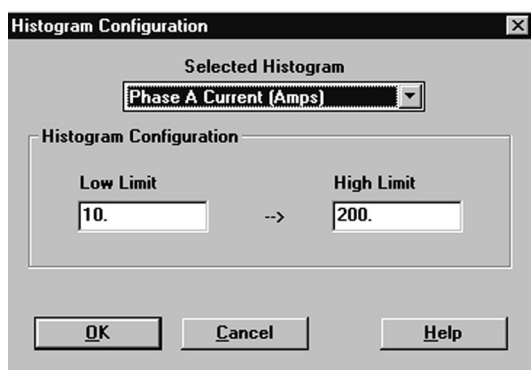 Histogram Configuration
Selected Histogram
Phase A Current (Amps)
Histogram Configuration
Low Limit High Limit
10. --> 200.
OK Cancel Help